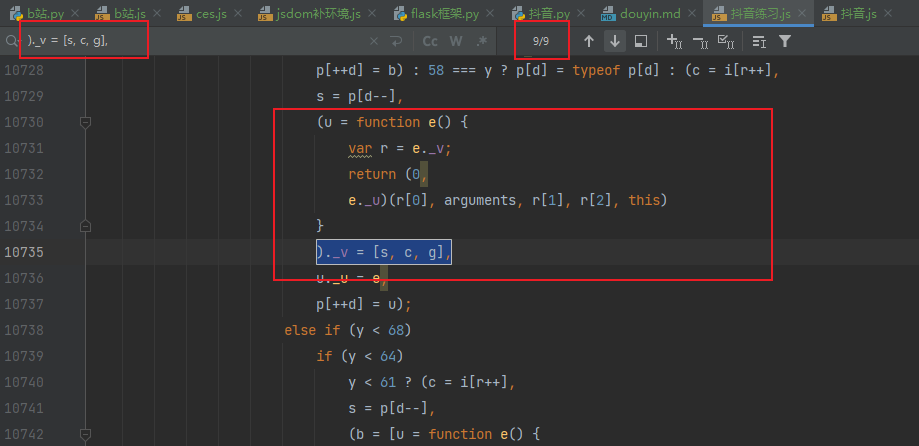 b站.py × b站.js × ces.js × Jsdom补环境.js × flask框架.py × 抖音.py × douyin.md × 抖音练习.js × 抖音.js ×
)._v = [s, c, g], × Cc W .* 9/9
10728 p[++d] = b) : 58 === y ? p[d] = typeof p[d] : (c = i[r++],
10729 s = p[d--],
10730 (u = function e() {
10731 var r = e._v;
10732 return (0,
10733 e._u)(r[0], arguments, r[1], r[2], this)
10734 }
10735 )._v = [s, c, g],
10736 u._u = e,
10737 p[++d] = u);
10738 else if (y < 68)
10739 if (y < 64)
10740 y < 61 ? (c = i[r++],
10741 s = p[d--],
10742 (b = [u = function e() {